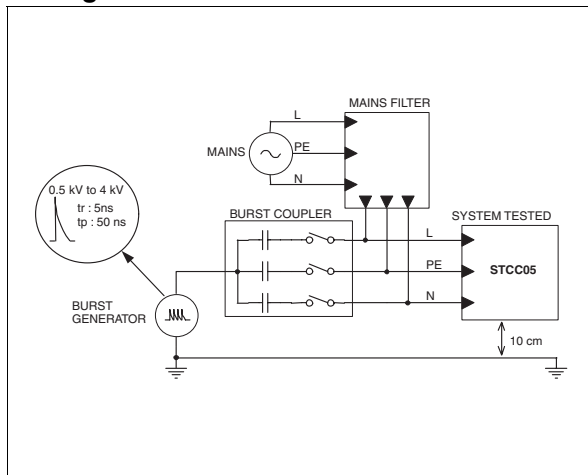 MAINS FILTER
L
MAINS
PE
N
0.5 kV to 4 kV
tr : 5ns
tp : 50 ns
BURST COUPLER
SYSTEM TESTED
L
PE
STCC05
N
BURST
GENERATOR
10 cm